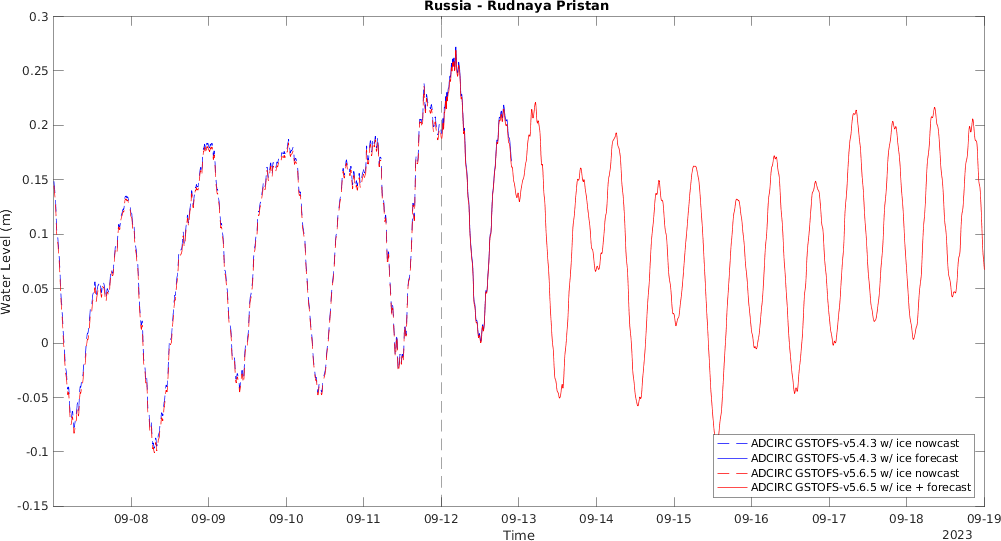 Russia - Rudnaya Pristan
0.3
0.25
0.2
0.15
0.1
0.05
0
-0.05
-0.1
-0.15
Water Level (m)
09-08 09-09 09-10 09-11 09-12 09-13 09-14 09-15 09-16 09-17 09-18 09-19
Time
2023
ADCIRC GSTOFS-v5.4.3 w/ ice nowcast
ADCIRC GSTOFS-v5.4.3 w/ ice forecast
ADCIRC GSTOFS-v5.6.5 w/ ice nowcast
ADCIRC GSTOFS-v5.6.5 w/ ice + forecast